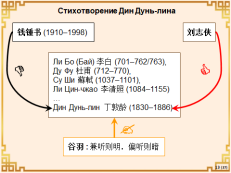 Стихотворение Дин Дунь-лина
钱锺书 (1910–1998)
刘志侠
Ли Бо (Бай) 李白 (701–762/763),
Ду Фу 杜甫 (712–770),
Су Ши 蘇軾 (1037–1101),
Ли Цин-чжао 李清照 (1084–1155)
...
Дин Дунь-лин 丁敦龄 (1830–1886)
谷羽: 兼听则明，偏听则暗